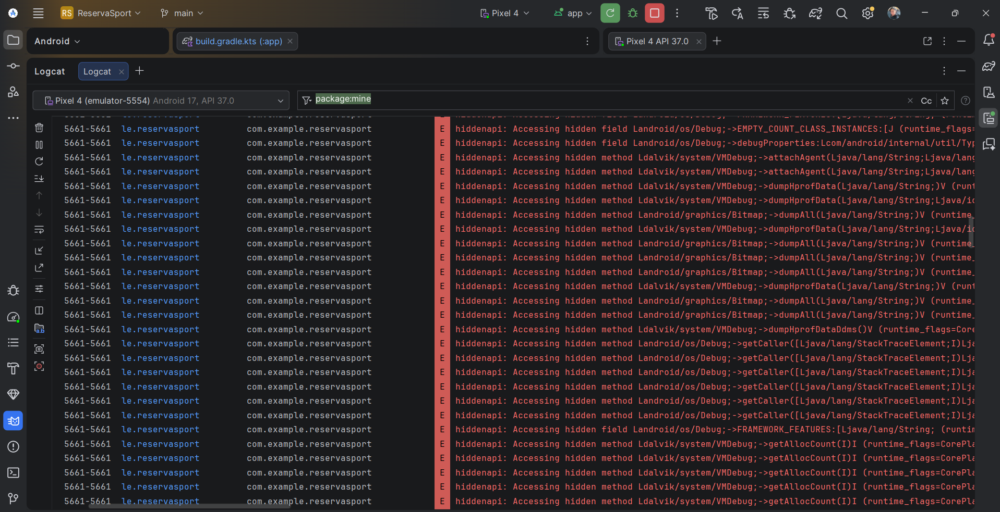 RS ReservaSport main Pixel 4 app
Android build.gradle.kts (:app) Pixel 4 API 37.0
Logcat Logcat
Pixel 4 (emulator-5554) Android 17, API 37.0 package:mine Cc
5661-5661 le.reservasport com.example.reservasport E hiddenapi: Accessing hidden field Landroid/os/Debug;->EMPTY_COUNT_CLASS_INSTANCES:[J (runtime_flags=
5661-5661 le.reservasport com.example.reservasport E hiddenapi: Accessing hidden field Landroid/os/Debug;->debugProperties:Lcom/android/internal/util/Typ
5661-5661 le.reservasport com.example.reservasport E hiddenapi: Accessing hidden method Ldalvik/system/VMDebug;->attachAgent(Ljava/lang/String;Ljava/lang
5661-5661 le.reservasport com.example.reservasport E hiddenapi: Accessing hidden method Ldalvik/system/VMDebug;->attachAgent(Ljava/lang/String;Ljava/lang
5661-5661 le.reservasport com.example.reservasport E hiddenapi: Accessing hidden method Ldalvik/system/VMDebug;->dumpHprofData(Ljava/lang/String;)V (runt
5661-5661 le.reservasport com.example.reservasport E hiddenapi: Accessing hidden method Ldalvik/system/VMDebug;->dumpHprofData(Ljava/lang/String;Ljava/io
5661-5661 le.reservasport com.example.reservasport E hiddenapi: Accessing hidden method Landroid/graphics/Bitmap;->dumpAll(Ljava/lang/String;)V (runtime_
5661-5661 le.reservasport com.example.reservasport E hiddenapi: Accessing hidden method Ldalvik/system/VMDebug;->dumpHprofData(Ljava/lang/String;Ljava/io
5661-5661 le.reservasport com.example.reservasport E hiddenapi: Accessing hidden method Landroid/graphics/Bitmap;->dumpAll(Ljava/lang/String;)V (runtime_
5661-5661 le.reservasport com.example.reservasport E hiddenapi: Accessing hidden method Landroid/graphics/Bitmap;->dumpAll(Ljava/lang/String;)V (runtime_
5661-5661 le.reservasport com.example.reservasport E hiddenapi: Accessing hidden method Landroid/graphics/Bitmap;->dumpAll(Ljava/lang/String;)V (runtime_
5661-5661 le.reservasport com.example.reservasport E hiddenapi: Accessing hidden method Ldalvik/system/VMDebug;->dumpHprofData(Ljava/lang/String;)V (runt
5661-5661 le.reservasport com.example.reservasport E hiddenapi: Accessing hidden method Landroid/graphics/Bitmap;->dumpAll(Ljava/lang/String;)V (runtime_
5661-5661 le.reservasport com.example.reservasport E hiddenapi: Accessing hidden method Landroid/graphics/Bitmap;->dumpAll(Ljava/lang/String;)V (runtime_
5661-5661 le.reservasport com.example.reservasport E hiddenapi: Accessing hidden method Ldalvik/system/VMDebug;->dumpHprofDataDdms()V (runtime_flags=Core
5661-5661 le.reservasport com.example.reservasport E hiddenapi: Accessing hidden method Landroid/os/Debug;->getCaller([Ljava/lang/StackTraceElement;I)Lja
5661-5661 le.reservasport com.example.reservasport E hiddenapi: Accessing hidden method Landroid/os/Debug;->getCaller([Ljava/lang/StackTraceElement;I)Lja
5661-5661 le.reservasport com.example.reservasport E hiddenapi: Accessing hidden method Landroid/os/Debug;->getCaller([Ljava/lang/StackTraceElement;I)Lja
5661-5661 le.reservasport com.example.reservasport E hiddenapi: Accessing hidden method Landroid/os/Debug;->getCaller([Ljava/lang/StackTraceElement;I)Lja
5661-5661 le.reservasport com.example.reservasport E hiddenapi: Accessing hidden method Landroid/os/Debug;->getCaller([Ljava/lang/StackTraceElement;I)Lja
5661-5661 le.reservasport com.example.reservasport E hiddenapi: Accessing hidden method Landroid/os/Debug;->getCaller([Ljava/lang/StackTraceElement;I)Lja
5661-5661 le.reservasport com.example.reservasport E hiddenapi: Accessing hidden field Landroid/os/Debug;->FRAMEWORK_FEATURES:[Ljava/lang/String; (runtim
5661-5661 le.reservasport com.example.reservasport E hiddenapi: Accessing hidden method Ldalvik/system/VMDebug;->getAllocCount(I)I (runtime_flags=CorePla
5661-5661 le.reservasport com.example.reservasport E hiddenapi: Accessing hidden method Ldalvik/system/VMDebug;->getAllocCount(I)I (runtime_flags=CorePla
5661-5661 le.reservasport com.example.reservasport E hiddenapi: Accessing hidden method Ldalvik/system/VMDebug;->getAllocCount(I)I (runtime_flags=CorePla
5661-5661 le.reservasport com.example.reservasport E hiddenapi: Accessing hidden method Ldalvik/system/VMDebug;->getAllocCount(I)I (runtime_flags=CorePla
5661-5661 le.reservasport com.example.reservasport E hiddenapi: Accessing hidden method Ldalvik/system/VMDebug;->getAllocCount(I)I (runtime_flags=CorePla